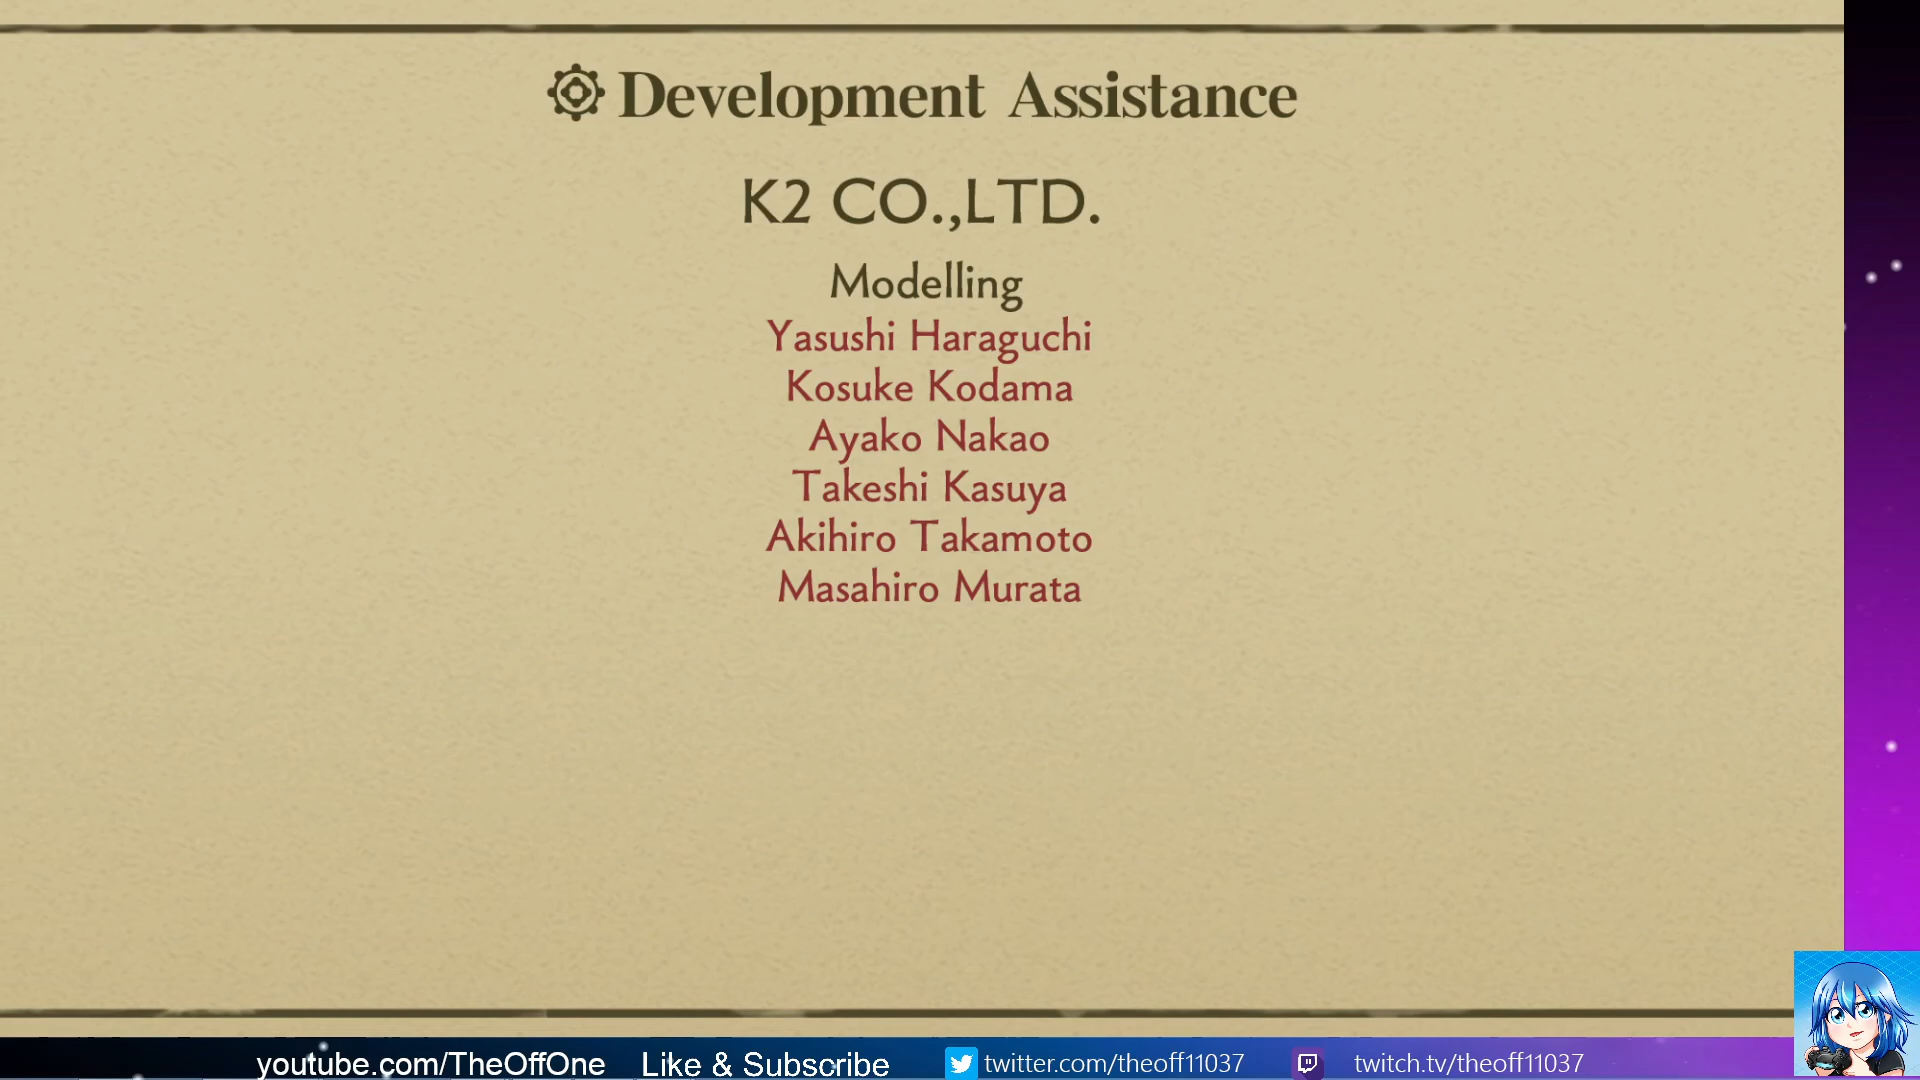 Development Assistance
K2 CO.,LTD.
Modelling
Yasushi Haraguchi
Kosuke Kodama
Ayako Nakao
Takeshi Kasuya
Akihiro Takamoto
Masahiro Murata
youtube.com/TheOffOne Like & Subscribe twitter.com/theoff11037 twitch.tv/theoff11037